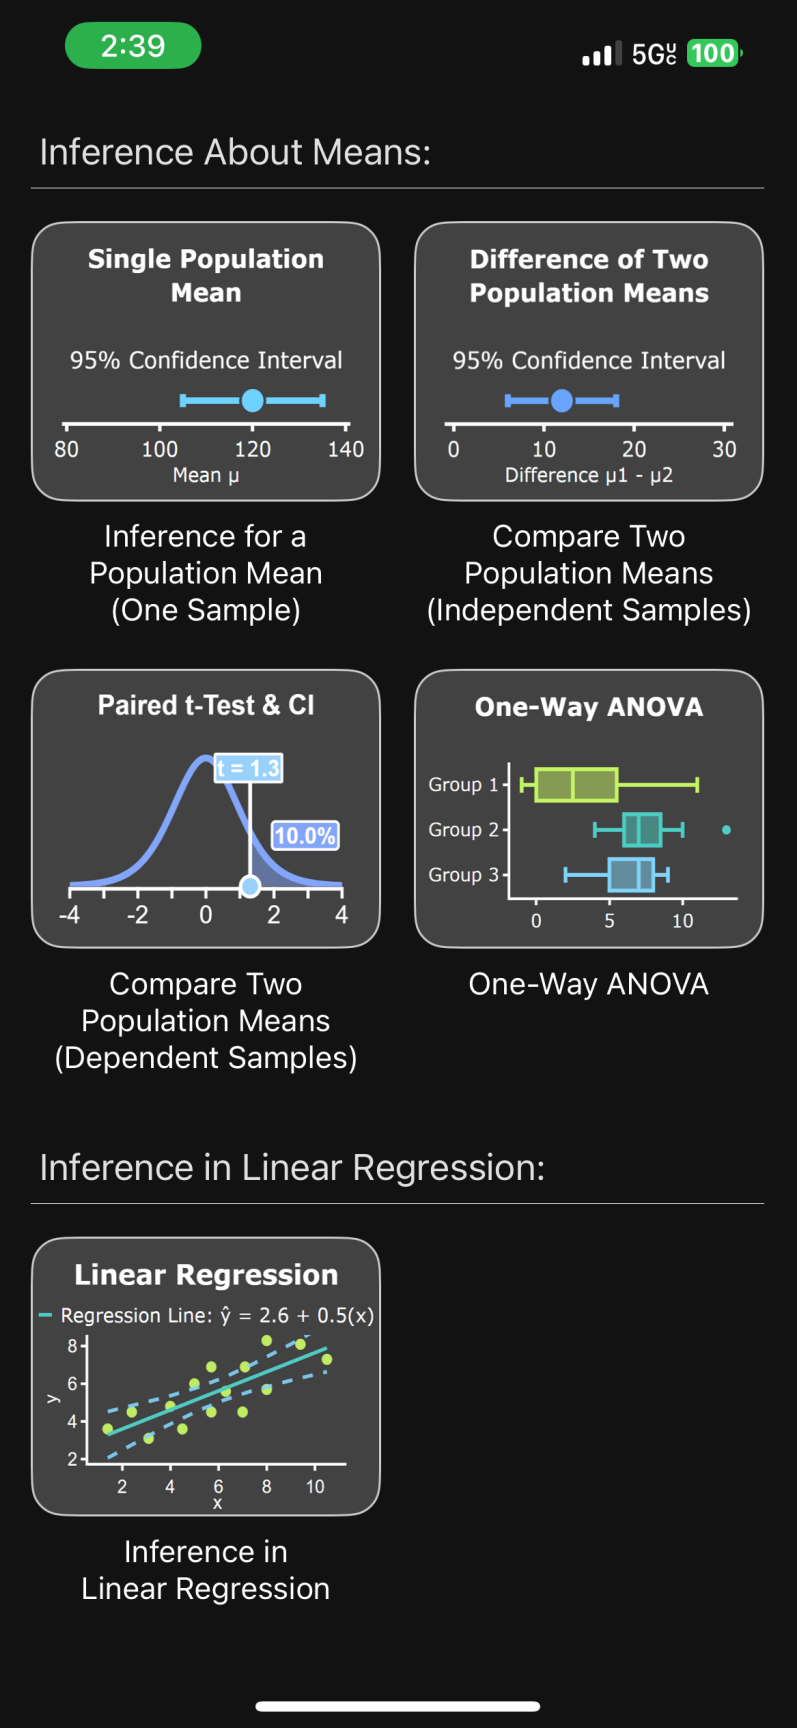 2:39
5G UC 100
Inference About Means:
Single Population
Mean
95% Confidence Interval
80 100 120 140
Mean μ
Difference of Two
Population Means
95% Confidence Interval
0 10 20 30
Difference μ1 - μ2
Inference for a
Population Mean
(One Sample)
Compare Two
Population Means
(Independent Samples)
Paired t-Test & CI
t = 1.3
10.0%
-4 -2 0 2 4
One-Way ANOVA
Group 1
Group 2
Group 3
0 5 10
Compare Two
Population Means
(Dependent Samples)
One-Way ANOVA
Inference in Linear Regression:
Linear Regression
Regression Line: ŷ = 2.6 + 0.5(x)
8
6
y
4
2
2 4 6 8 10
x
Inference in
Linear Regression